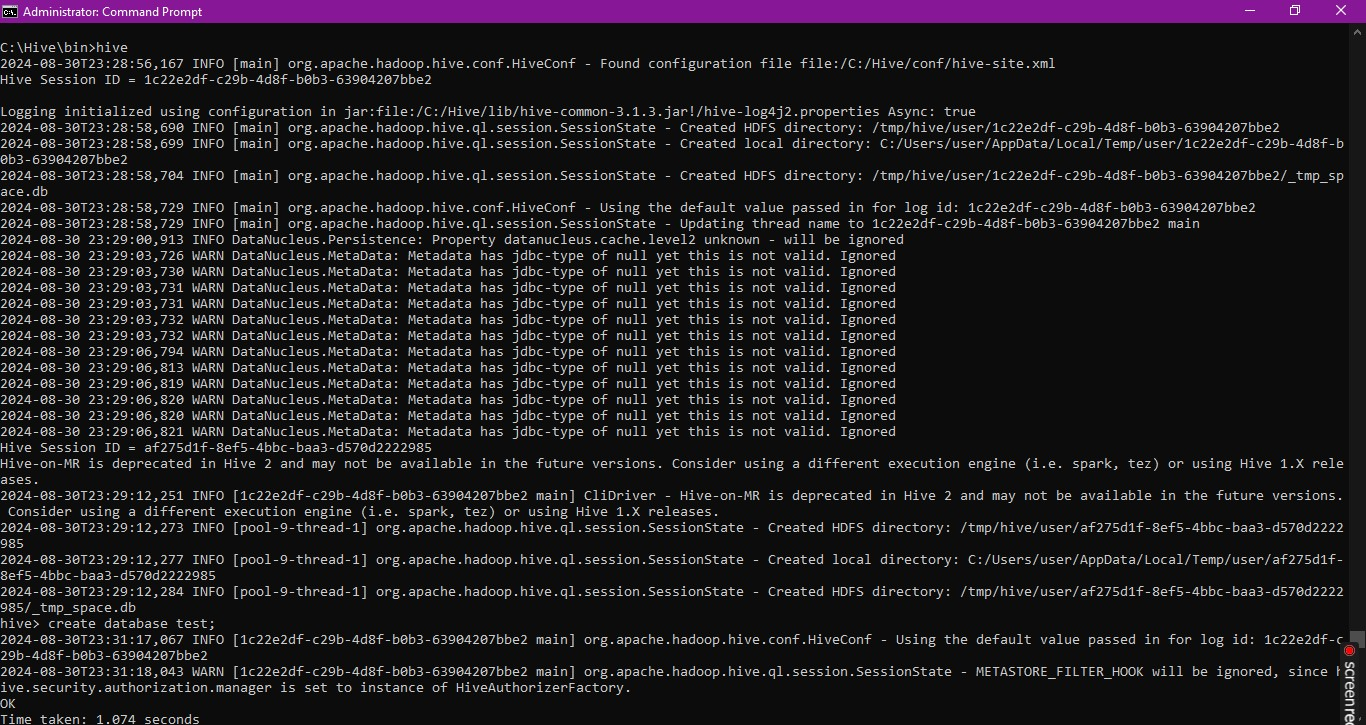 Administrator: Command Prompt
C:\Hive\bin>hive
2024-08-30T23:28:56,167 INFO [main] org.apache.hadoop.hive.conf.HiveConf - Found configuration file file:/C:/Hive/conf/hive-site.xml
Hive Session ID = 1c22e2df-c29b-4d8f-b0b3-63904207bbe2
Logging initialized using configuration in jar:file:/C:/Hive/lib/hive-common-3.1.3.jar!/hive-log4j2.properties Async: true
2024-08-30T23:28:58,690 INFO [main] org.apache.hadoop.hive.ql.session.SessionState - Created HDFS directory: /tmp/hive/user/1c22e2df-c29b-4d8f-b0b3-63904207bbe2
2024-08-30T23:28:58,699 INFO [main] org.apache.hadoop.hive.ql.session.SessionState - Created local directory: C:/Users/user/AppData/Local/Temp/user/1c22e2df-c29b-4d8f-b
0b3-63904207bbe2
2024-08-30T23:28:58,704 INFO [main] org.apache.hadoop.hive.ql.session.SessionState - Created HDFS directory: /tmp/hive/user/1c22e2df-c29b-4d8f-b0b3-63904207bbe2/_tmp_sp
ace.db
2024-08-30T23:28:58,729 INFO [main] org.apache.hadoop.hive.conf.HiveConf - Using the default value passed in for log id: 1c22e2df-c29b-4d8f-b0b3-63904207bbe2
2024-08-30T23:28:58,729 INFO [main] org.apache.hadoop.hive.ql.session.SessionState - Updating thread name to 1c22e2df-c29b-4d8f-b0b3-63904207bbe2 main
2024-08-30 23:29:00,913 INFO DataNucleus.Persistence: Property datanucleus.cache.level2 unknown - will be ignored
2024-08-30 23:29:03,726 WARN DataNucleus.MetaData: Metadata has jdbc-type of null yet this is not valid. Ignored
2024-08-30 23:29:03,730 WARN DataNucleus.MetaData: Metadata has jdbc-type of null yet this is not valid. Ignored
2024-08-30 23:29:03,731 WARN DataNucleus.MetaData: Metadata has jdbc-type of null yet this is not valid. Ignored
2024-08-30 23:29:03,731 WARN DataNucleus.MetaData: Metadata has jdbc-type of null yet this is not valid. Ignored
2024-08-30 23:29:03,732 WARN DataNucleus.MetaData: Metadata has jdbc-type of null yet this is not valid. Ignored
2024-08-30 23:29:03,732 WARN DataNucleus.MetaData: Metadata has jdbc-type of null yet this is not valid. Ignored
2024-08-30 23:29:06,794 WARN DataNucleus.MetaData: Metadata has jdbc-type of null yet this is not valid. Ignored
2024-08-30 23:29:06,813 WARN DataNucleus.MetaData: Metadata has jdbc-type of null yet this is not valid. Ignored
2024-08-30 23:29:06,819 WARN DataNucleus.MetaData: Metadata has jdbc-type of null yet this is not valid. Ignored
2024-08-30 23:29:06,820 WARN DataNucleus.MetaData: Metadata has jdbc-type of null yet this is not valid. Ignored
2024-08-30 23:29:06,820 WARN DataNucleus.MetaData: Metadata has jdbc-type of null yet this is not valid. Ignored
2024-08-30 23:29:06,821 WARN DataNucleus.MetaData: Metadata has jdbc-type of null yet this is not valid. Ignored
Hive Session ID = af275d1f-8ef5-4bbc-baa3-d570d2222985
Hive-on-MR is deprecated in Hive 2 and may not be available in the future versions. Consider using a different execution engine (i.e. spark, tez) or using Hive 1.X rele
ases.
2024-08-30T23:29:12,251 INFO [1c22e2df-c29b-4d8f-b0b3-63904207bbe2 main] CliDriver - Hive-on-MR is deprecated in Hive 2 and may not be available in the future versions.
Consider using a different execution engine (i.e. spark, tez) or using Hive 1.X releases.
2024-08-30T23:29:12,273 INFO [pool-9-thread-1] org.apache.hadoop.hive.ql.session.SessionState - Created HDFS directory: /tmp/hive/user/af275d1f-8ef5-4bbc-baa3-d570d2222
985
2024-08-30T23:29:12,277 INFO [pool-9-thread-1] org.apache.hadoop.hive.ql.session.SessionState - Created local directory: C:/Users/user/AppData/Local/Temp/user/af275d1f-
8ef5-4bbc-baa3-d570d2222985
2024-08-30T23:29:12,284 INFO [pool-9-thread-1] org.apache.hadoop.hive.ql.session.SessionState - Created HDFS directory: /tmp/hive/user/af275d1f-8ef5-4bbc-baa3-d570d2222
985/_tmp_space.db
hive> create database test;
2024-08-30T23:31:17,067 INFO [1c22e2df-c29b-4d8f-b0b3-63904207bbe2 main] org.apache.hadoop.hive.conf.HiveConf - Using the default value passed in for log id: 1c22e2df-c
29b-4d8f-b0b3-63904207bbe2
2024-08-30T23:31:18,043 WARN [1c22e2df-c29b-4d8f-b0b3-63904207bbe2 main] org.apache.hadoop.hive.ql.session.SessionState - METASTORE_FILTER_HOOK will be ignored, since h
ive.security.authorization.manager is set to instance of HiveAuthorizerFactory.
OK
Time taken: 1.074 seconds
screenrec